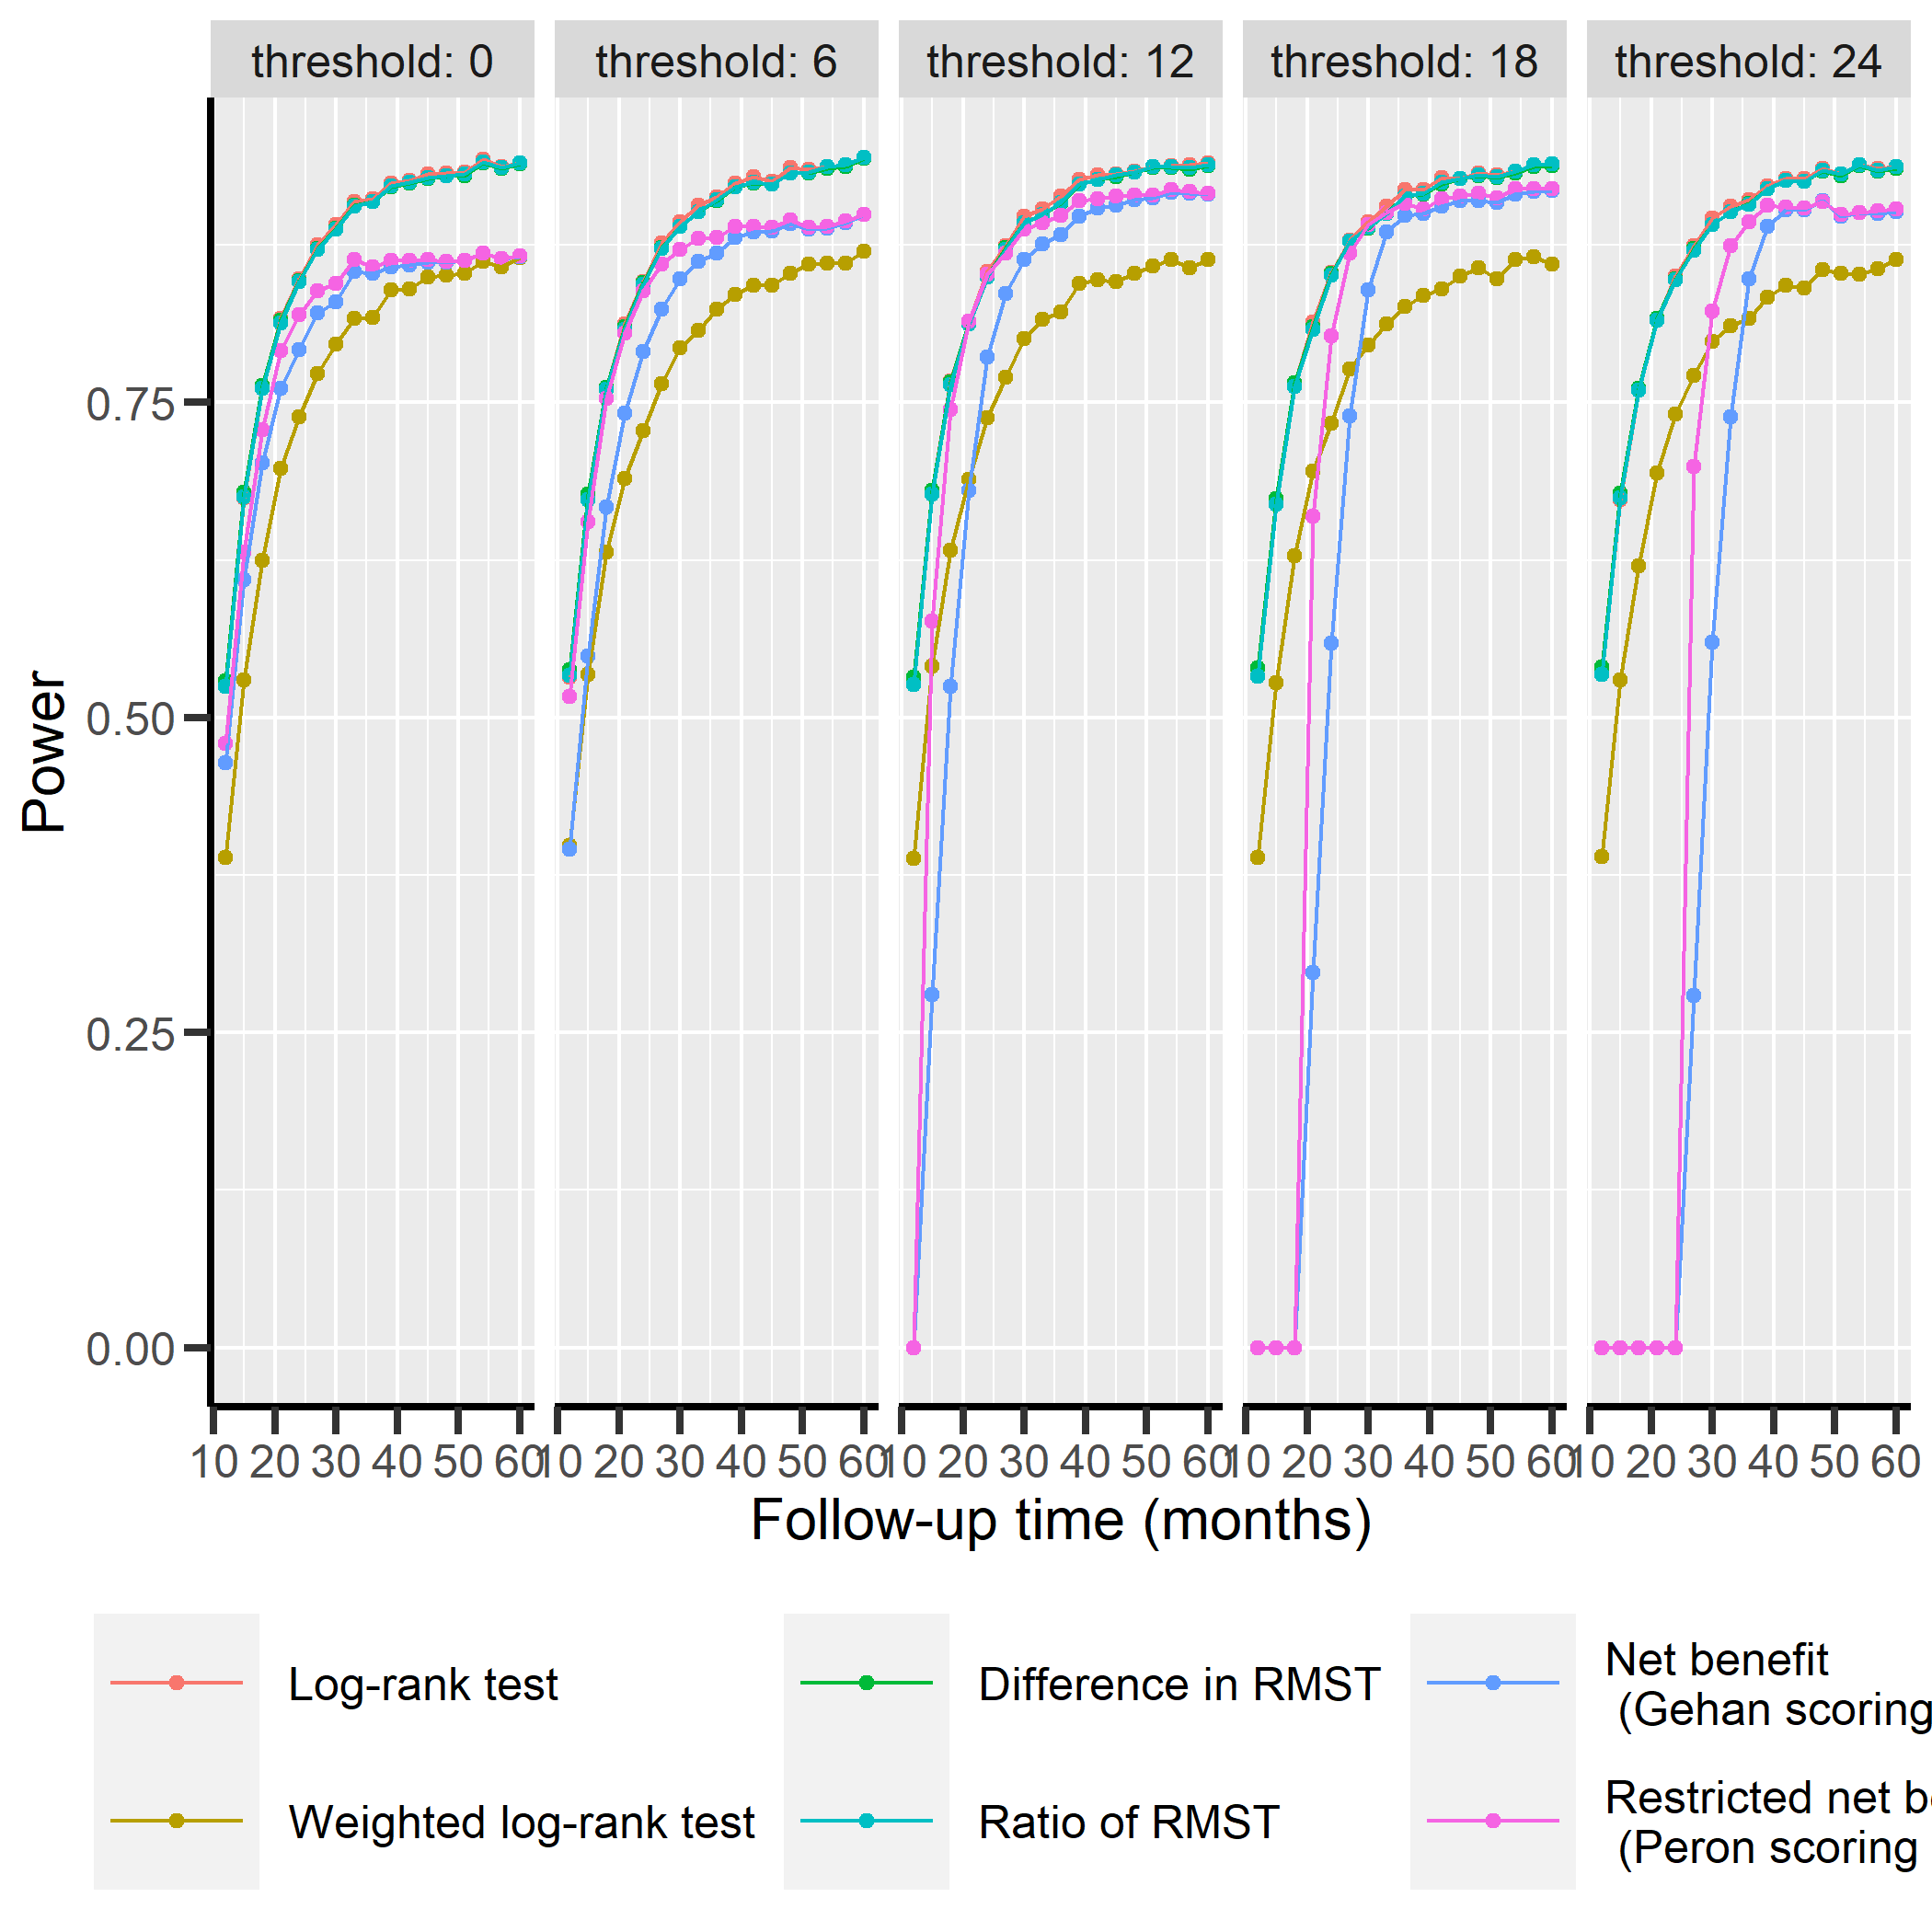 threshold: 0 threshold: 6 threshold: 12 threshold: 18 threshold: 24
Power
0.75
0.50
0.25
0.00
10 20 30 40 50 60 10 20 30 40 50 60 10 20 30 40 50 60 10 20 30 40 50 60 10 20 30 40 50 60
Follow-up time (months)
Log-rank test
Weighted log-rank test
Difference in RMST
Ratio of RMST
Net benefit
(Gehan scoring
Restricted net
(Peron scoring